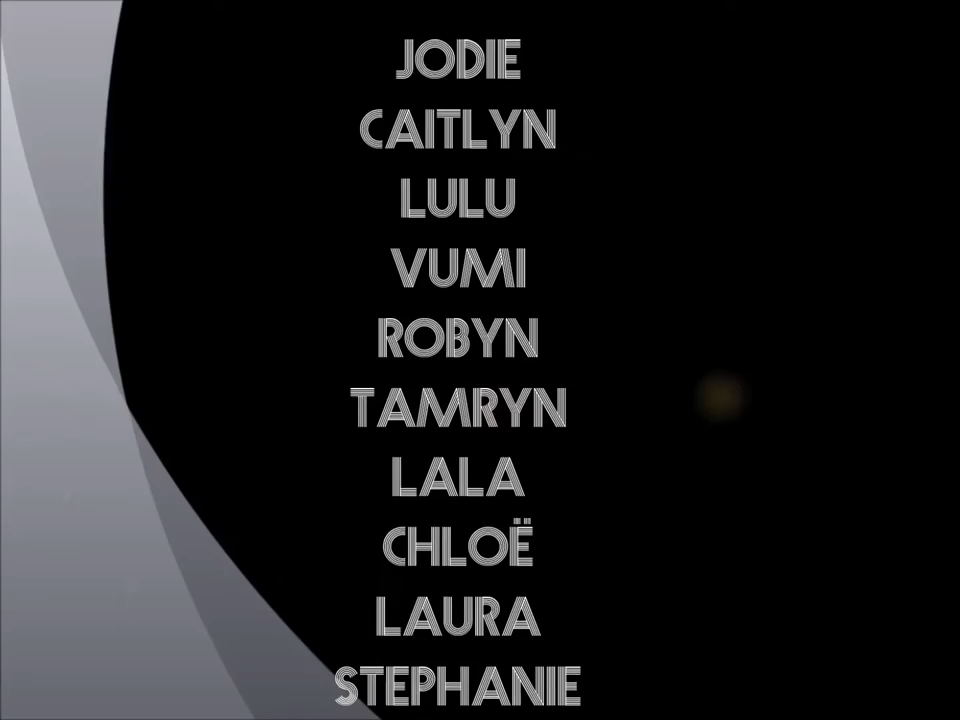 JODIE
CAITLYN
LULU
VUMI
ROBYN
TAMRYN
LALA
CHLOË
LAURA
STEPHANIE